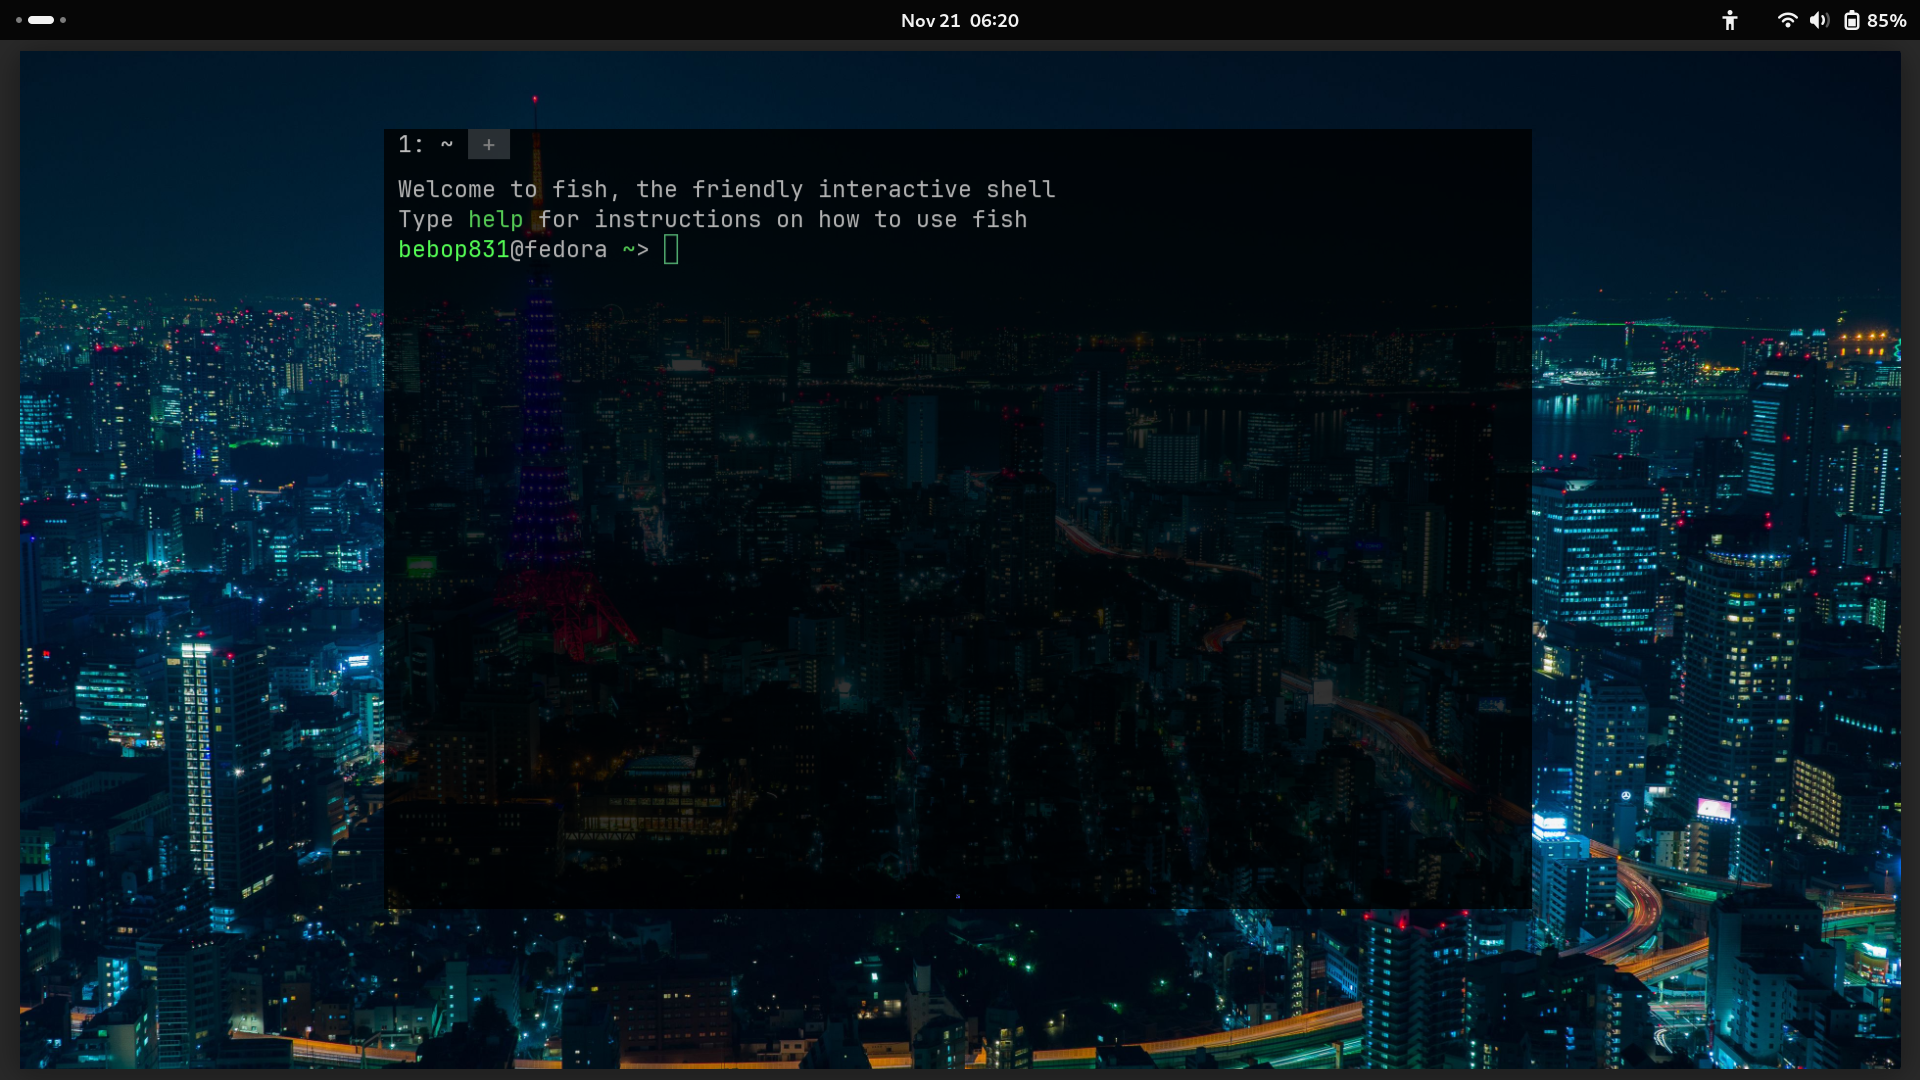 Nov 21 06:20
85%
1: ~ +
Welcome to fish, the friendly interactive shell
Type help for instructions on how to use fish
bebop831@fedora ~>